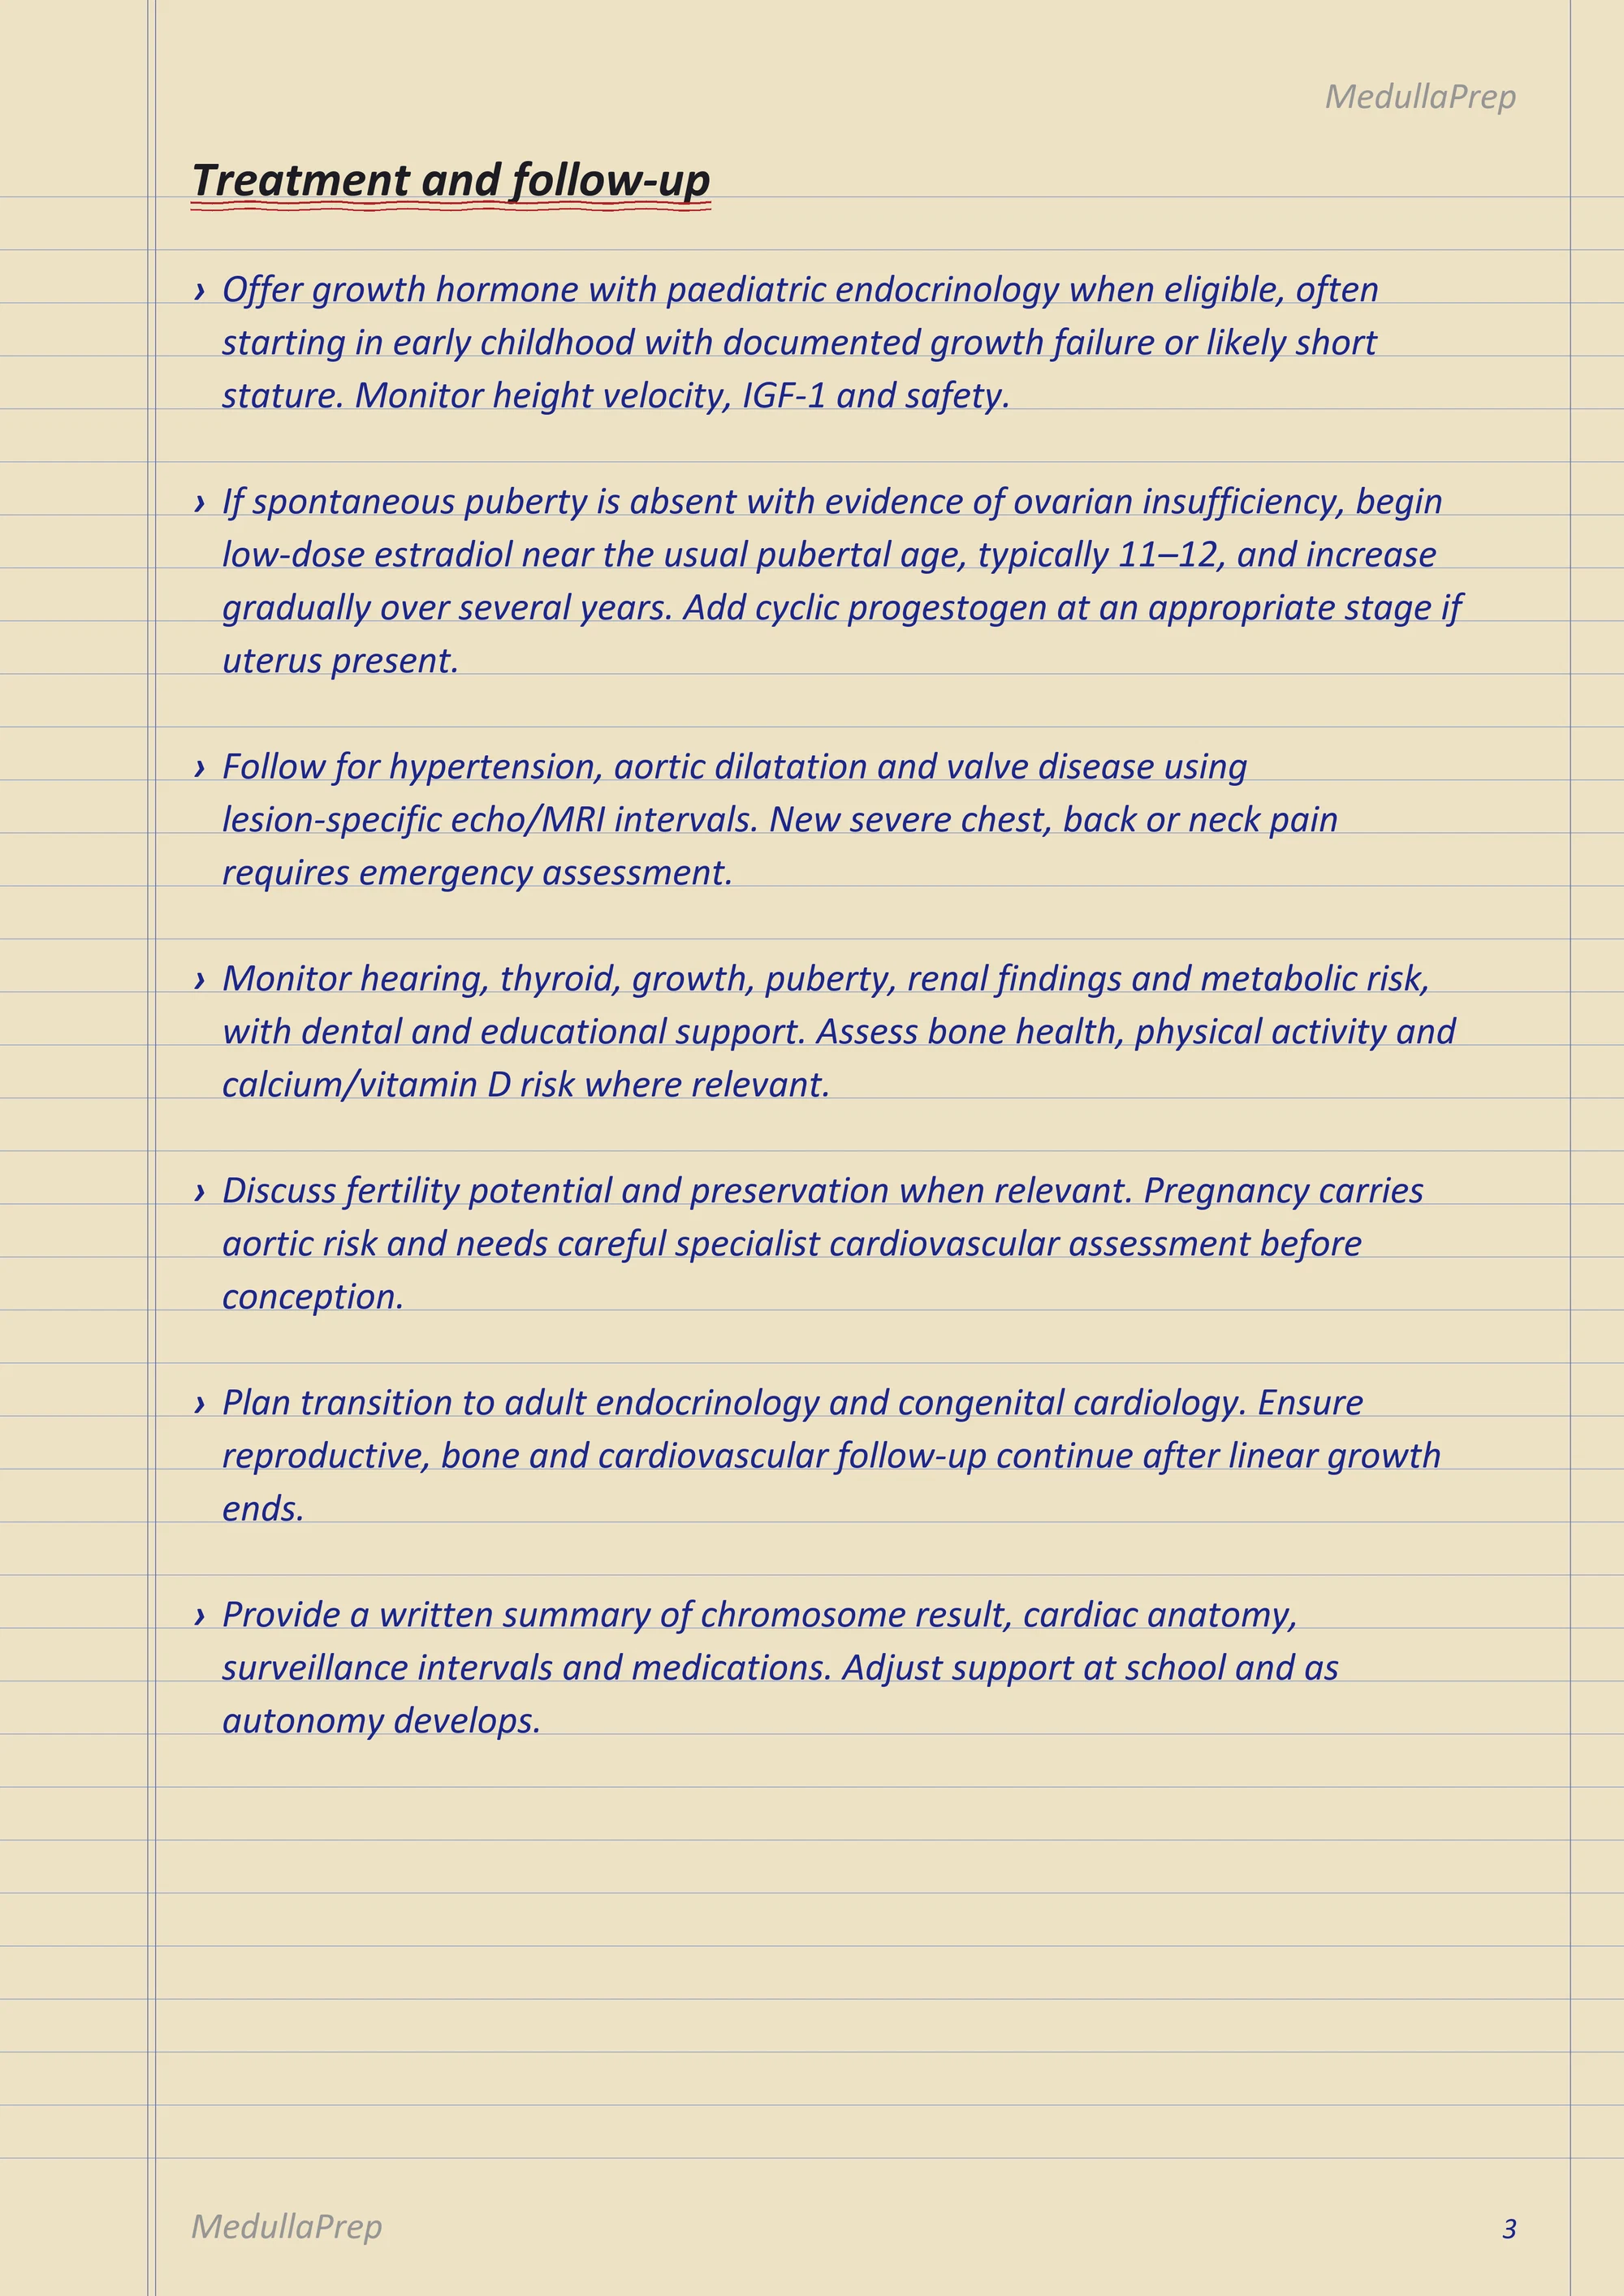 MedullaPrep
Treatment and follow-up
› Offer growth hormone with paediatric endocrinology when eligible, often
starting in early childhood with documented growth failure or likely short
stature. Monitor height velocity, IGF-1 and safety.
› If spontaneous puberty is absent with evidence of ovarian insufficiency, begin
low-dose estradiol near the usual pubertal age, typically 11–12, and increase
gradually over several years. Add cyclic progestogen at an appropriate stage if
uterus present.
› Follow for hypertension, aortic dilatation and valve disease using
lesion-specific echo/MRI intervals. New severe chest, back or neck pain
requires emergency assessment.
› Monitor hearing, thyroid, growth, puberty, renal findings and metabolic risk,
with dental and educational support. Assess bone health, physical activity and
calcium/vitamin D risk where relevant.
› Discuss fertility potential and preservation when relevant. Pregnancy carries
aortic risk and needs careful specialist cardiovascular assessment before
conception.
› Plan transition to adult endocrinology and congenital cardiology. Ensure
reproductive, bone and cardiovascular follow-up continue after linear growth
ends.
› Provide a written summary of chromosome result, cardiac anatomy,
surveillance intervals and medications. Adjust support at school and as
autonomy develops.
MedullaPrep
3